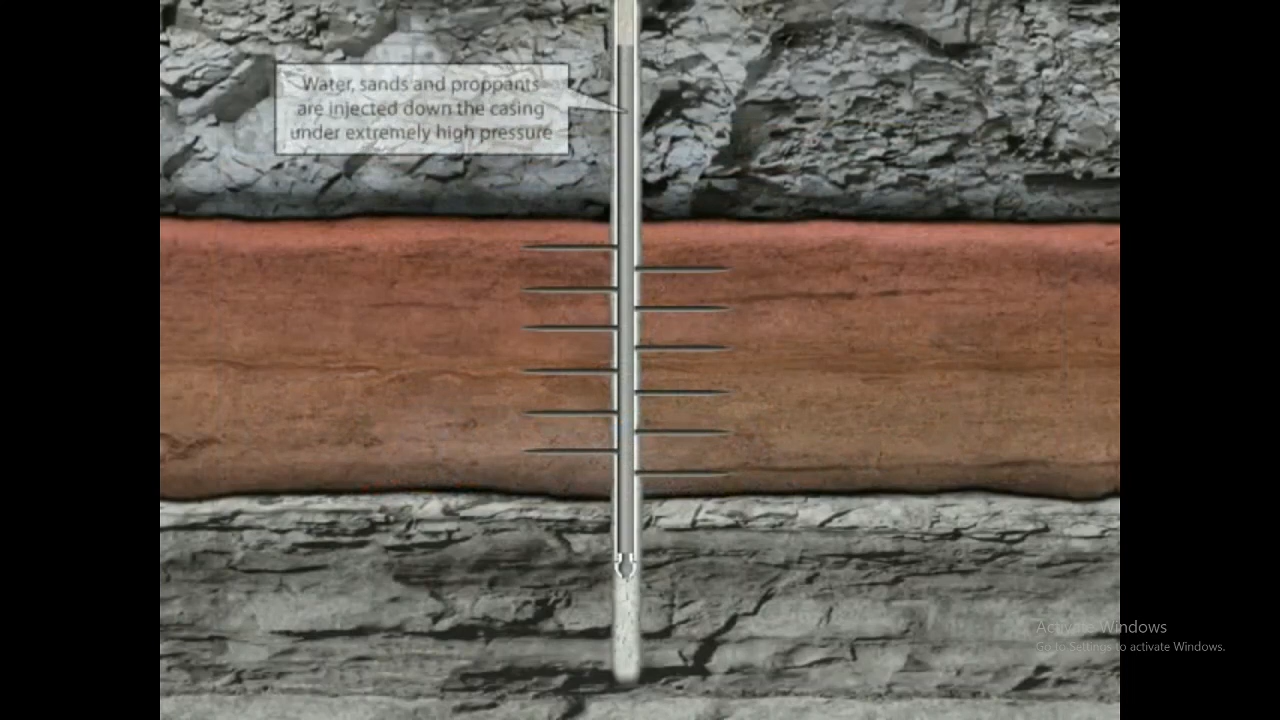 Water, sands and proppants
are injected down the casing
under extremely high pressure
Activate Windows
Go to Settings to activate Windows.